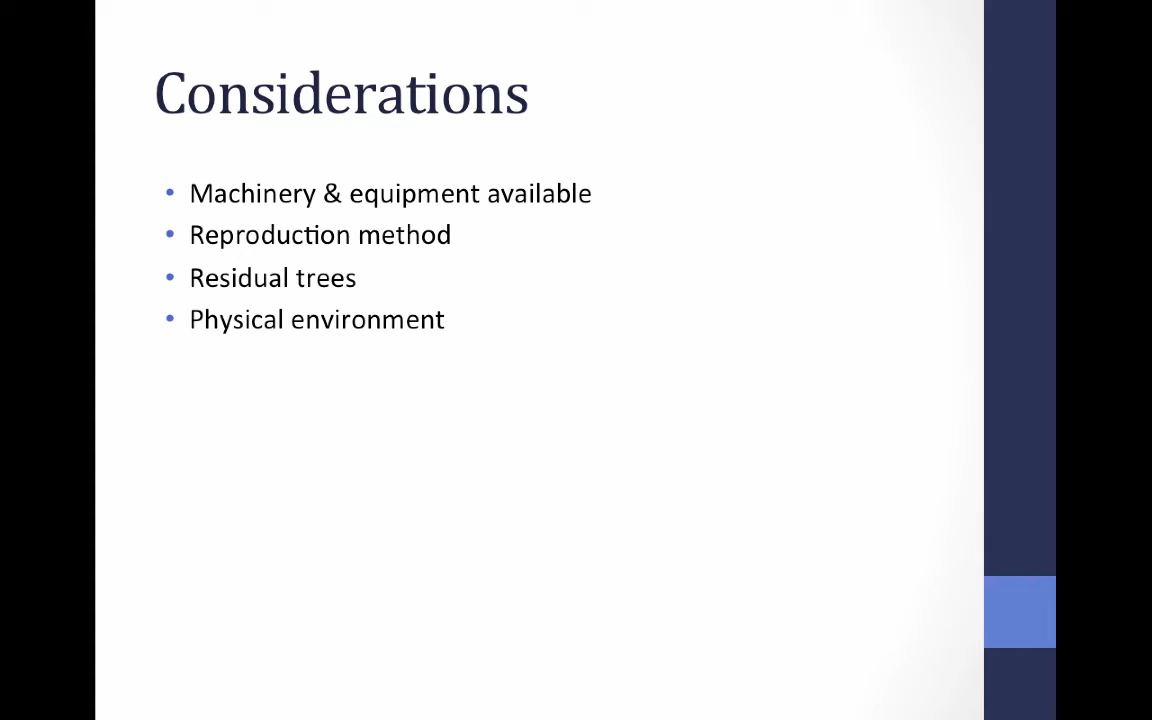 Considerations
• Machinery & equipment available
• Reproduction method
• Residual trees
• Physical environment